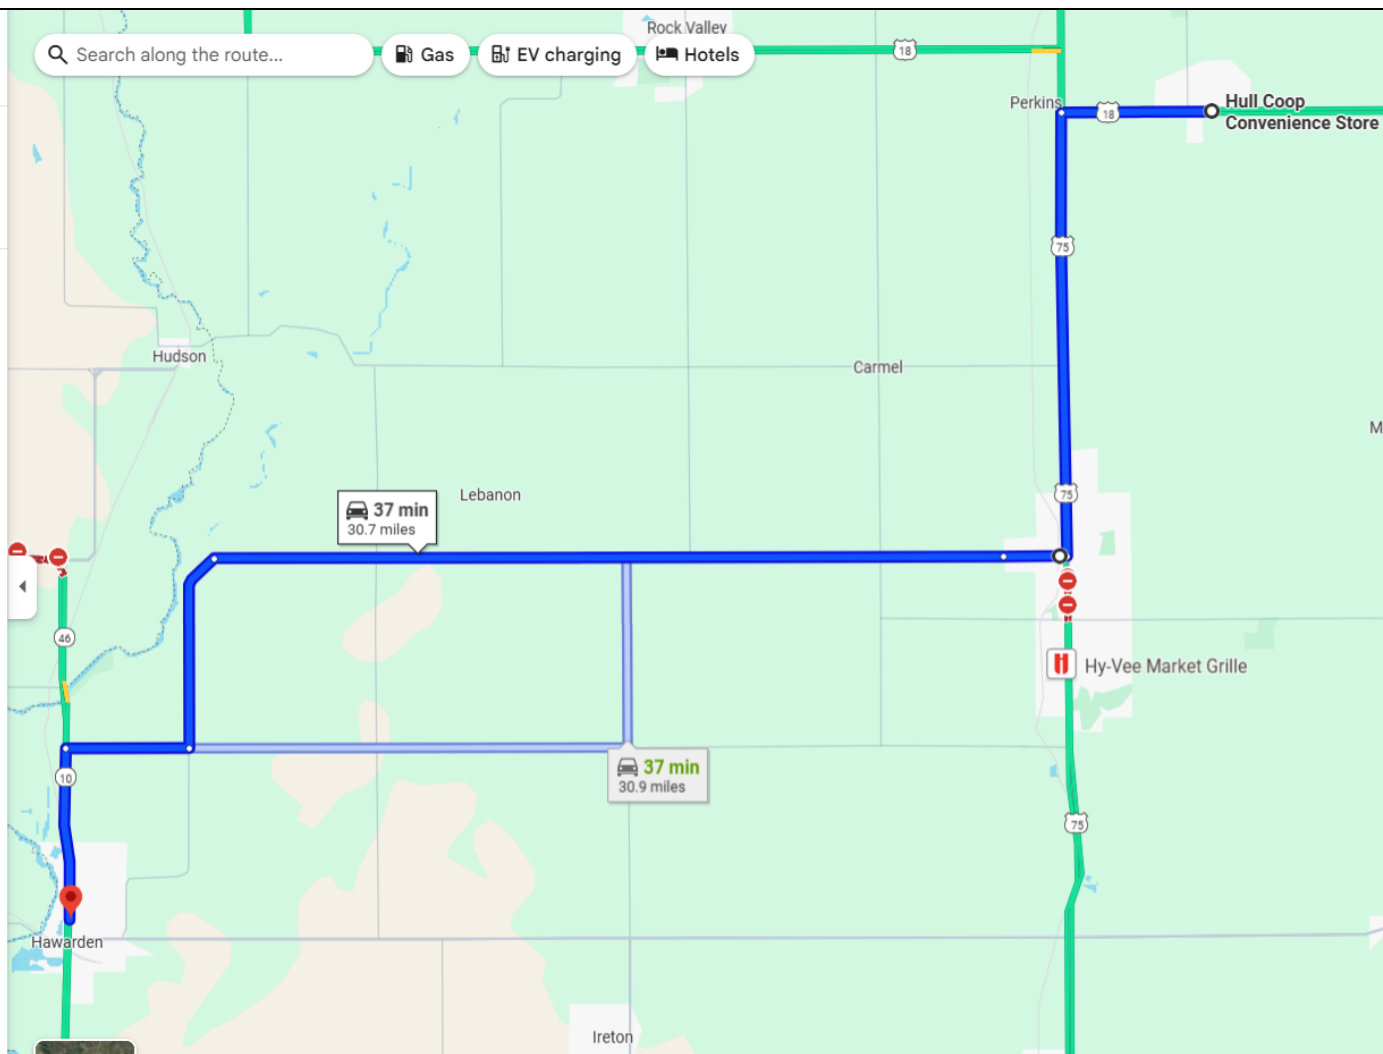 Rock Valley
Search along the route...
Gas
EV charging
Hotels
18
Perkins
18
Hull Coop
Convenience Store
75
Hudson
Carmel
M
75
Lebanon
37 min
30.7 miles
46
Hy-Vee Market Grille
10
37 min
30.9 miles
75
Hawarden
Ireton